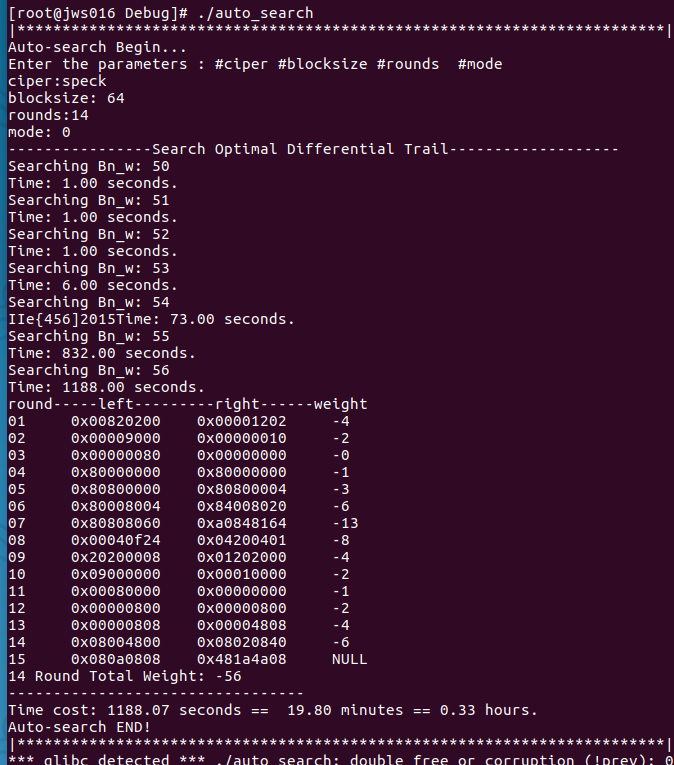 [root@jws016 Debug]# ./auto_search
|************************************************************************|
Auto-search Begin...
Enter the parameters : #ciper #blocksize #rounds  #mode
ciper:speck
blocksize: 64
rounds:14
mode: 0
----------------Search Optimal Differential Trail-------------------
Searching Bn_w: 50
Time: 1.00 seconds.
Searching Bn_w: 51
Time: 1.00 seconds.
Searching Bn_w: 52
Time: 1.00 seconds.
Searching Bn_w: 53
Time: 6.00 seconds.
Searching Bn_w: 54
IIe{456]2015Time: 73.00 seconds.
Searching Bn_w: 55
Time: 832.00 seconds.
Searching Bn_w: 56
Time: 1188.00 seconds.
round-----left---------right------weight
01     0x00820200    0x00001202     -4
02     0x00009000    0x00000010     -2
03     0x00000080    0x00000000     -0
04     0x80000000    0x80000000     -1
05     0x80800000    0x80800004     -3
06     0x80008004    0x84008020     -6
07     0x80808060    0xa0848164     -13
08     0x00040f24    0x04200401     -8
09     0x20200008    0x01202000     -4
10     0x09000000    0x00010000     -2
11     0x00080000    0x00000000     -1
12     0x00000800    0x00000800     -2
13     0x00000808    0x00004808     -4
14     0x08004800    0x08020840     -6
15     0x080a0808    0x481a4a08     NULL
14 Round Total Weight: -56
---------------------------------
Time cost: 1188.07 seconds ==  19.80 minutes == 0.33 hours.
Auto-search END!
|************************************************************************|
*** glibc detected *** ./auto_search: double free or corruption (!prev): 0